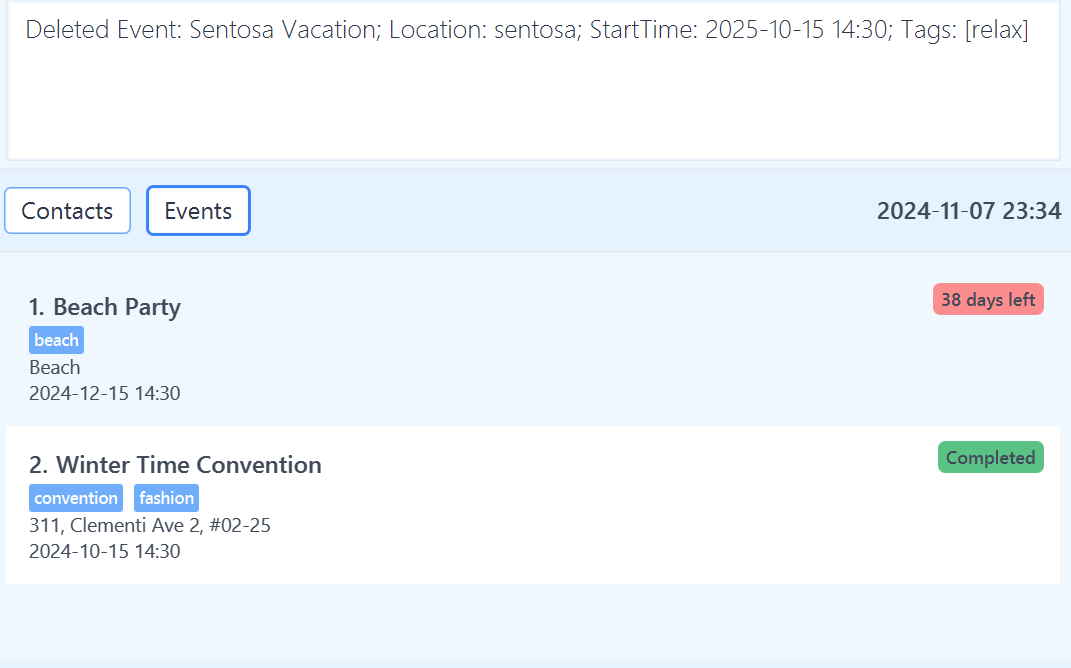 Deleted Event: Sentosa Vacation; Location: sentosa; StartTime: 2025-10-15 14:30; Tags: [relax]
Contacts Events 2024-11-07 23:34
1. Beach Party 38 days left
beach
Beach
2024-12-15 14:30
2. Winter Time Convention Completed
convention fashion
311, Clementi Ave 2, #02-25
2024-10-15 14:30